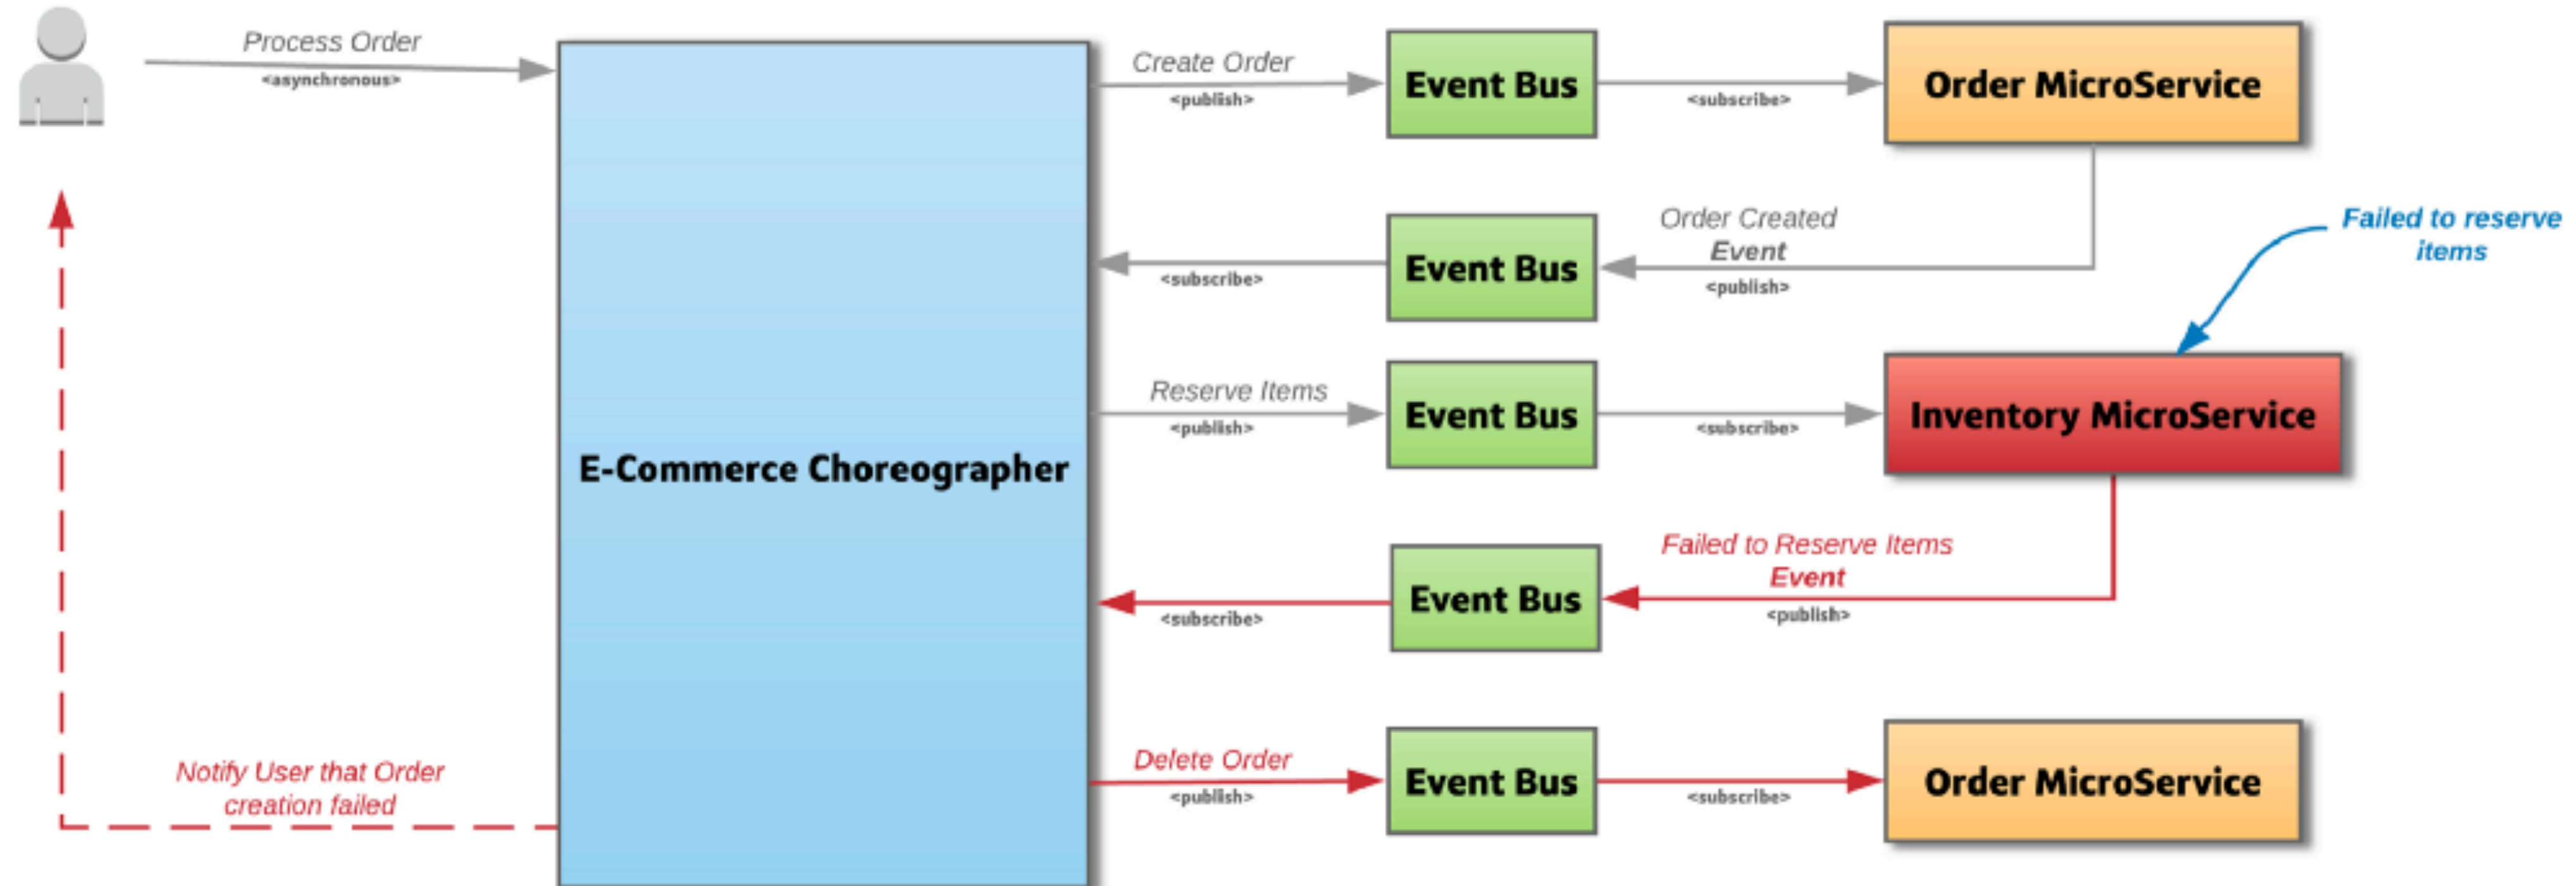 Process Order
<asynchronous>
Create Order
<publish>
Event Bus
<subscribe>
Order MicroService
Order Created
Event
<publish>
Event Bus
<subscribe>
Failed to reserve
items
Reserve Items
<publish>
Event Bus
<subscribe>
Inventory MicroService
E-Commerce Choreographer
Failed to Reserve Items
Event
<publish>
Event Bus
<subscribe>
Delete Order
<publish>
Event Bus
<subscribe>
Order MicroService
Notify User that Order
creation failed